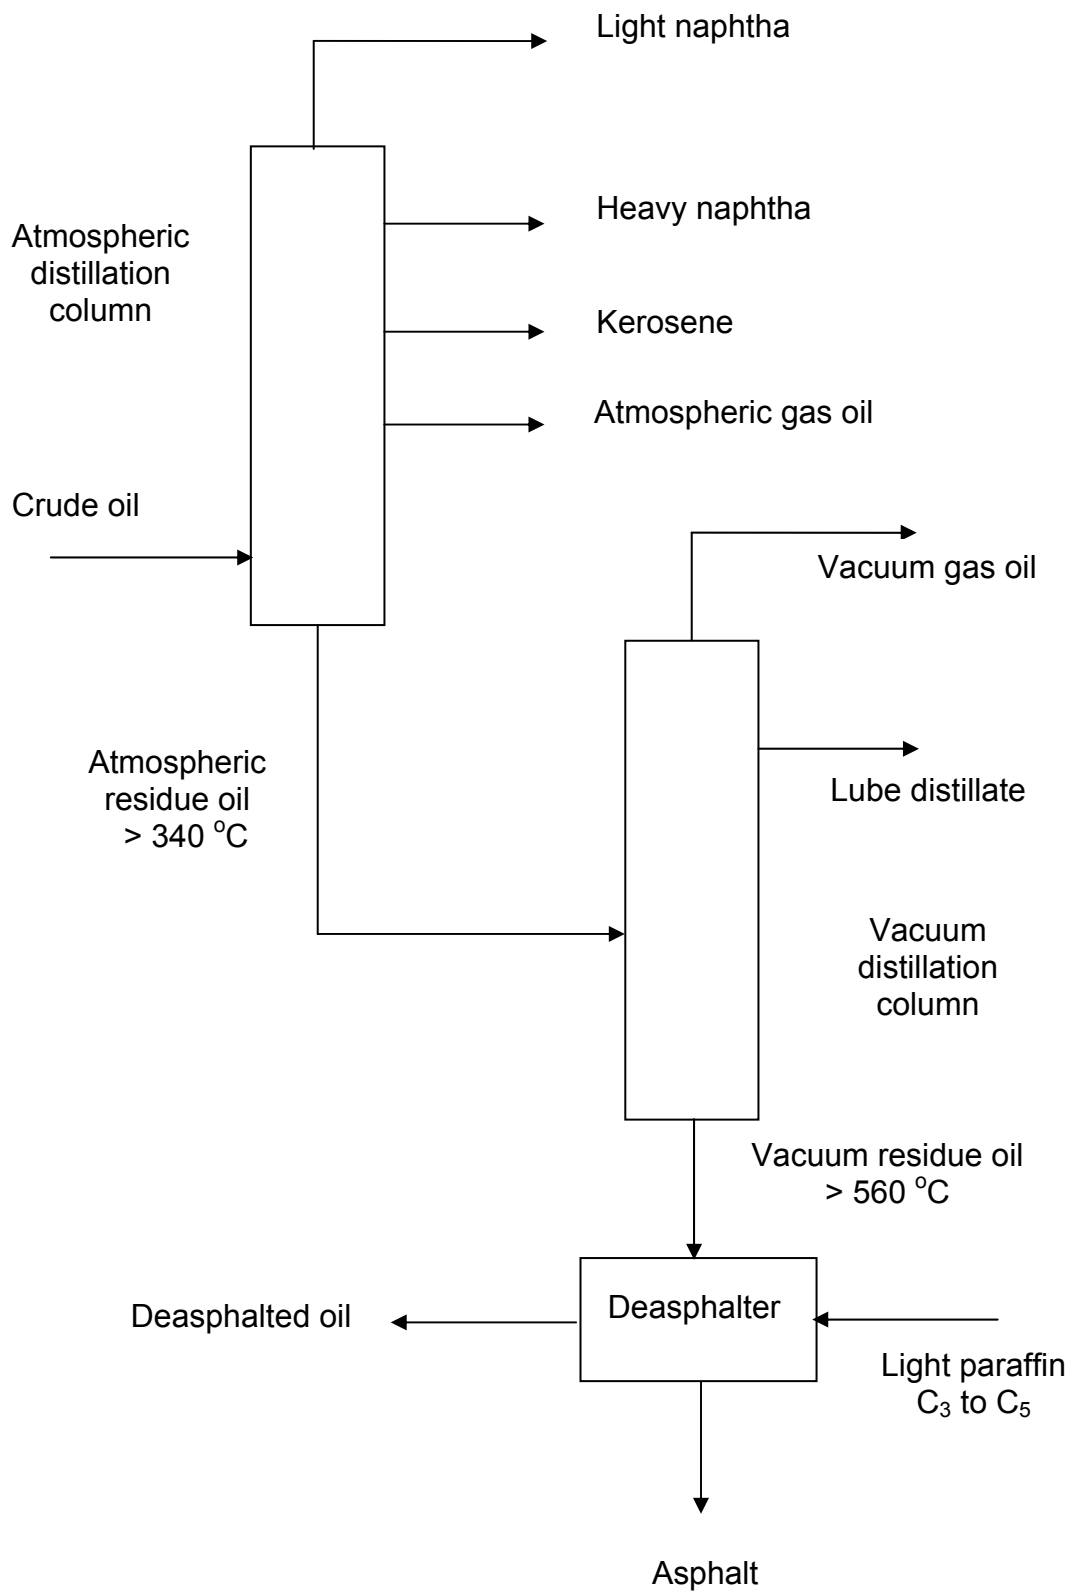 Light naphtha
Heavy naphtha
Atmospheric
distillation
column
Kerosene
Atmospheric gas oil
Crude oil
Vacuum gas oil
Atmospheric
residue oil
> 340 °C
Lube distillate
Vacuum
distillation
column
Vacuum residue oil
> 560 °C
Deasphalted oil
Deasphalter
Light paraffin
C₃ to C₅
Asphalt